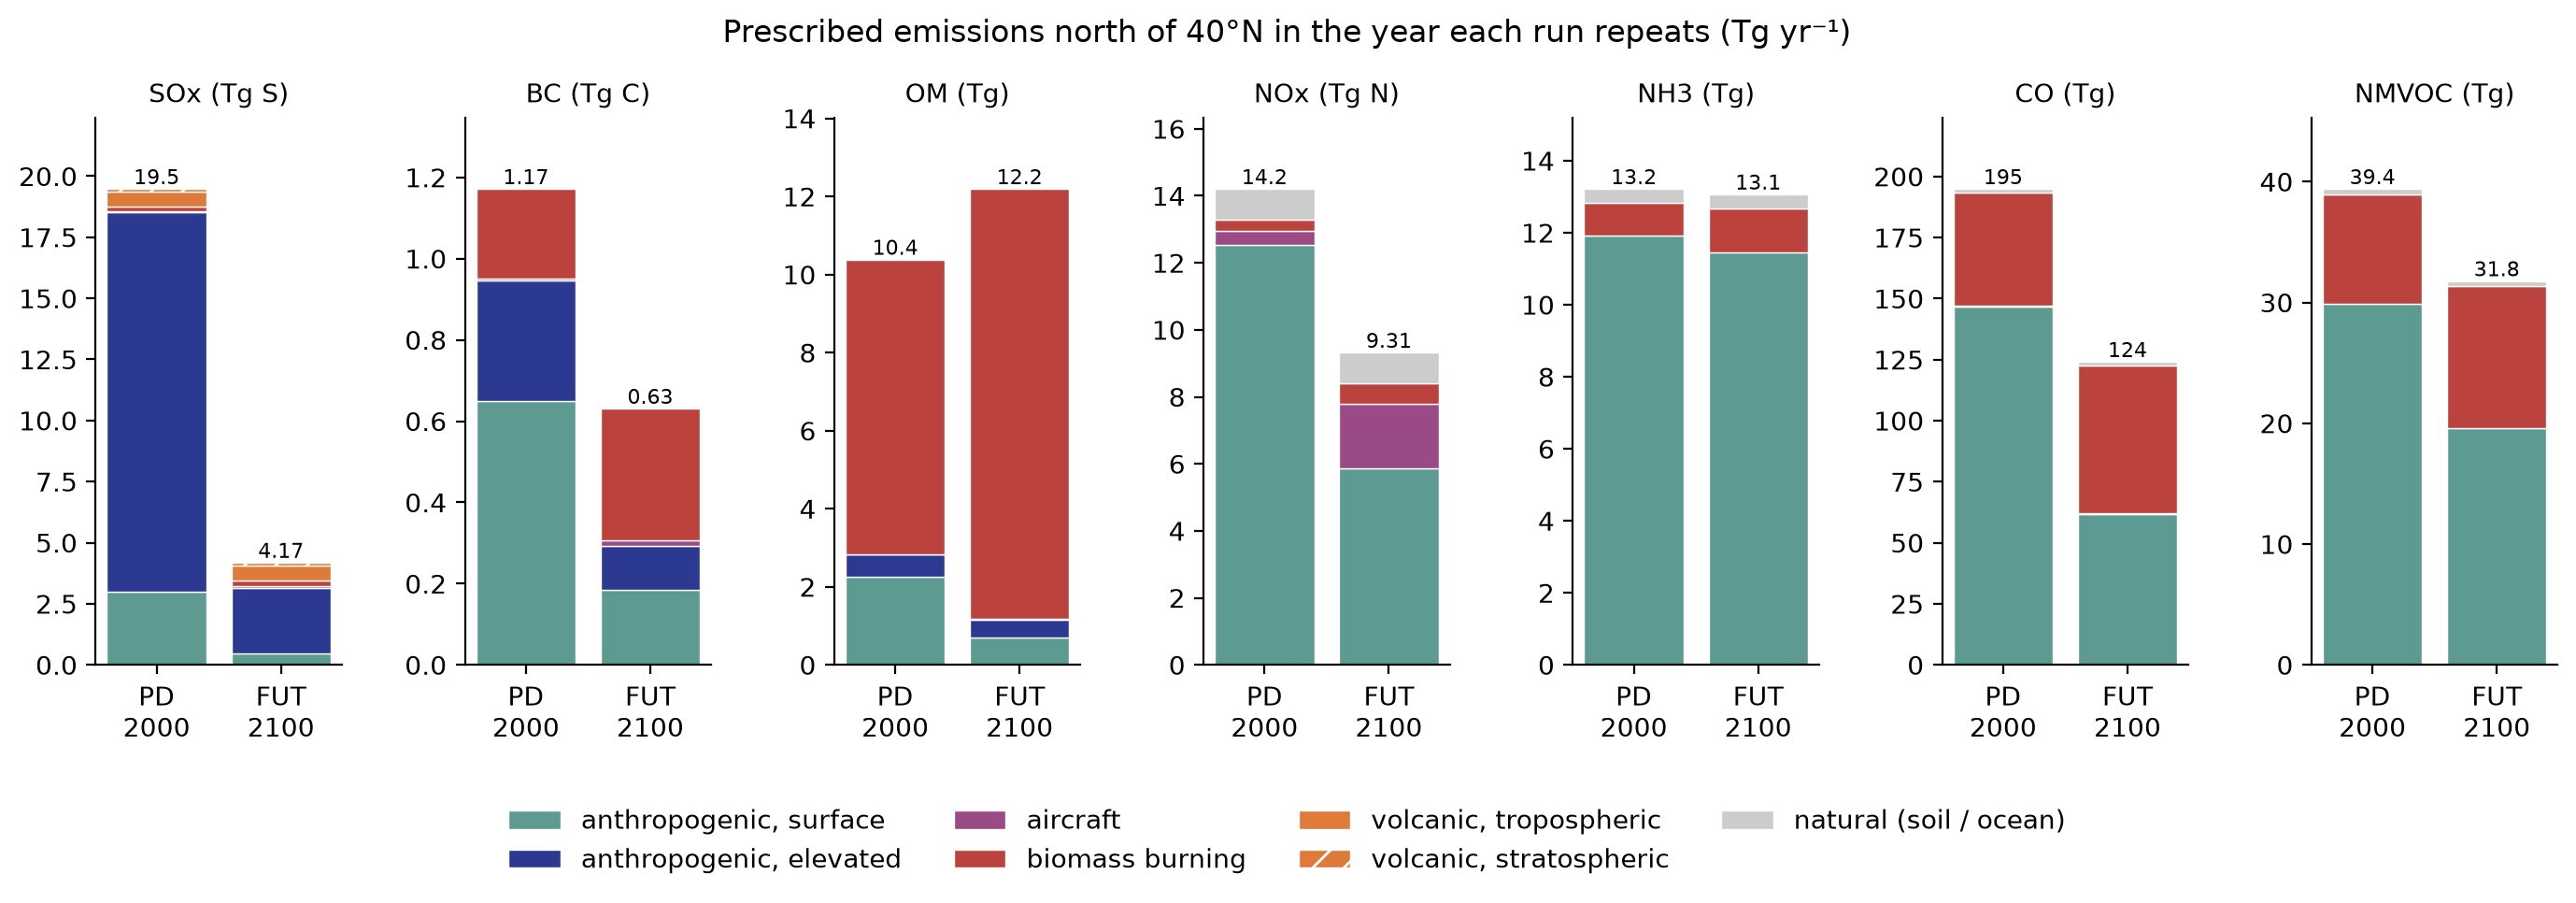 Prescribed emissions north of 40°N in the year each run repeats (Tg yr⁻¹)
SOx (Tg S)
20.0
17.5
15.0
12.5
10.0
7.5
5.0
2.5
0.0
19.5
4.17
PD
2000
FUT
2100
BC (Tg C)
1.2
1.0
0.8
0.6
0.4
0.2
0.0
1.17
0.63
PD
2000
FUT
2100
OM (Tg)
14
12
10
8
6
4
2
0
10.4
12.2
PD
2000
FUT
2100
NOx (Tg N)
16
14
12
10
8
6
4
2
0
14.2
9.31
PD
2000
FUT
2100
NH3 (Tg)
14
12
10
8
6
4
2
0
13.2
13.1
PD
2000
FUT
2100
CO (Tg)
200
175
150
125
100
75
50
25
0
195
124
PD
2000
FUT
2100
NMVOC (Tg)
40
30
20
10
0
39.4
31.8
PD
2000
FUT
2100
anthropogenic, surface
anthropogenic, elevated
aircraft
biomass burning
volcanic, tropospheric
volcanic, stratospheric
natural (soil / ocean)